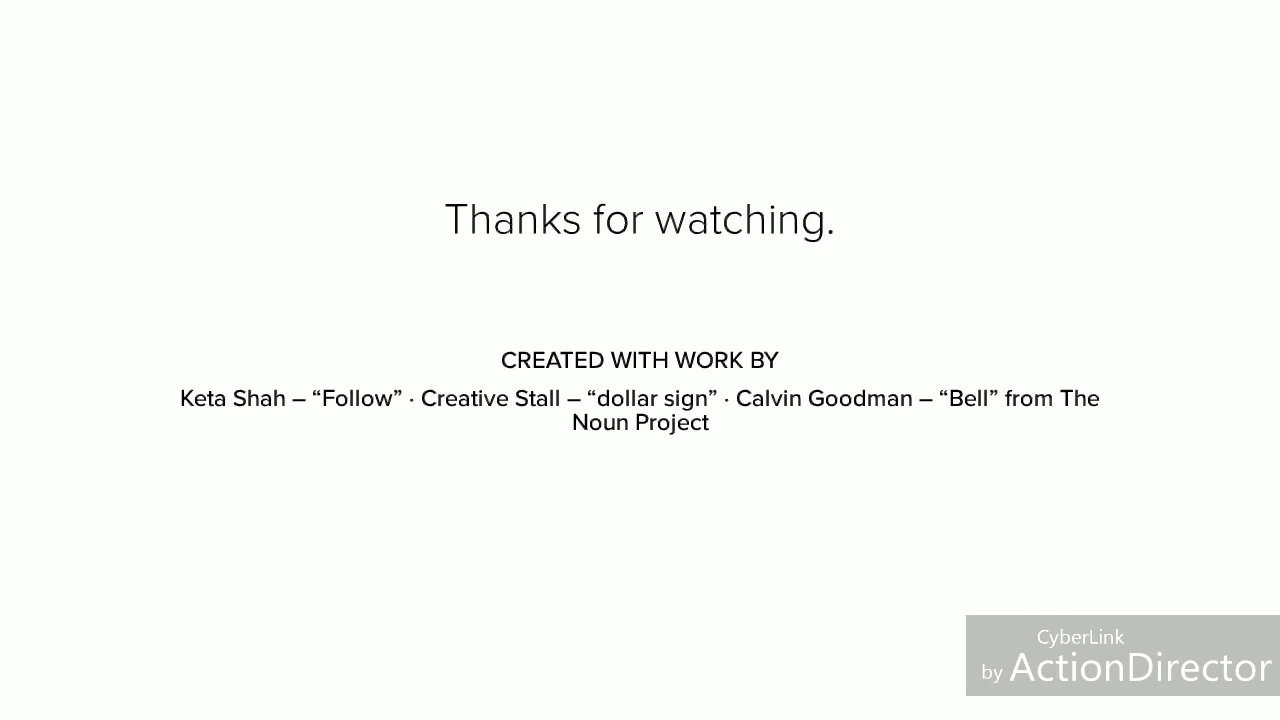 Thanks for watching.
CREATED WITH WORK BY
Keta Shah – “Follow” · Creative Stall – “dollar sign” · Calvin Goodman – “Bell” from The
Noun Project
CyberLink
by ActionDirector